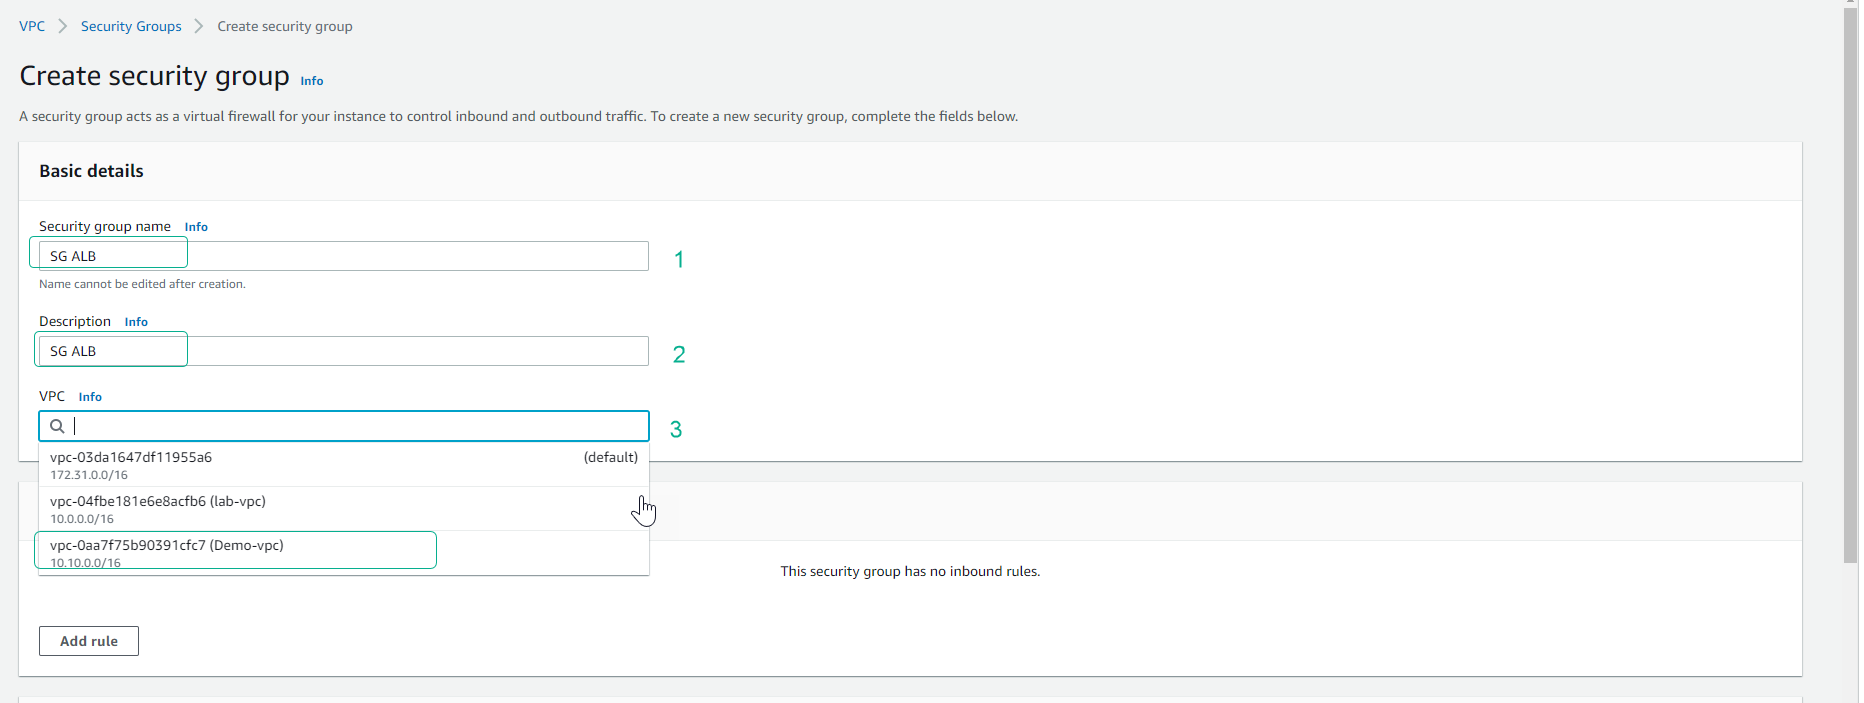 VPC > Security Groups > Create security group
Create security group Info
A security group acts as a virtual firewall for your instance to control inbound and outbound traffic. To create a new security group, complete the fields below.
Basic details
Security group name Info
SG ALB 1
Name cannot be edited after creation.
Description Info
SG ALB 2
VPC Info
3
vpc-03da1647df11955a6 (default)
172.31.0.0/16
vpc-04fbe181e6e8acfb6 (lab-vpc)
10.0.0.0/16
vpc-0aa7f75b90391cfc7 (Demo-vpc)
10.10.0.0/16
This security group has no inbound rules.
Add rule